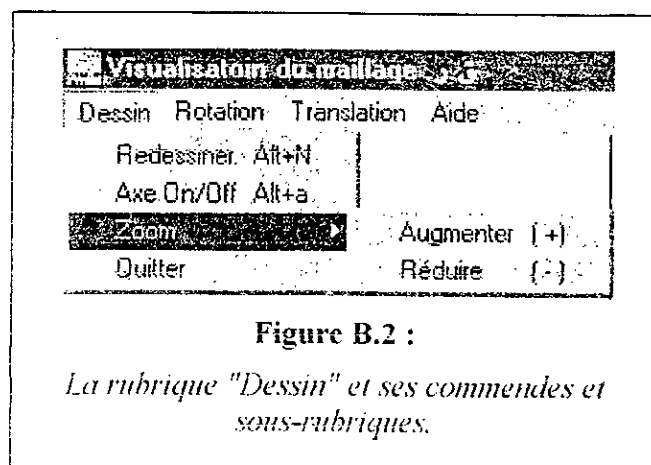 Visualisatoin du maillage
Dessin Rotation Translation Aide
Redessiner Alt+N
Axe On/Off Alt+a
Zoom Augmenter (+)
Quitter Réduire (-)
Figure B.2 :
La rubrique "Dessin" et ses commendes et
sous-rubriques.